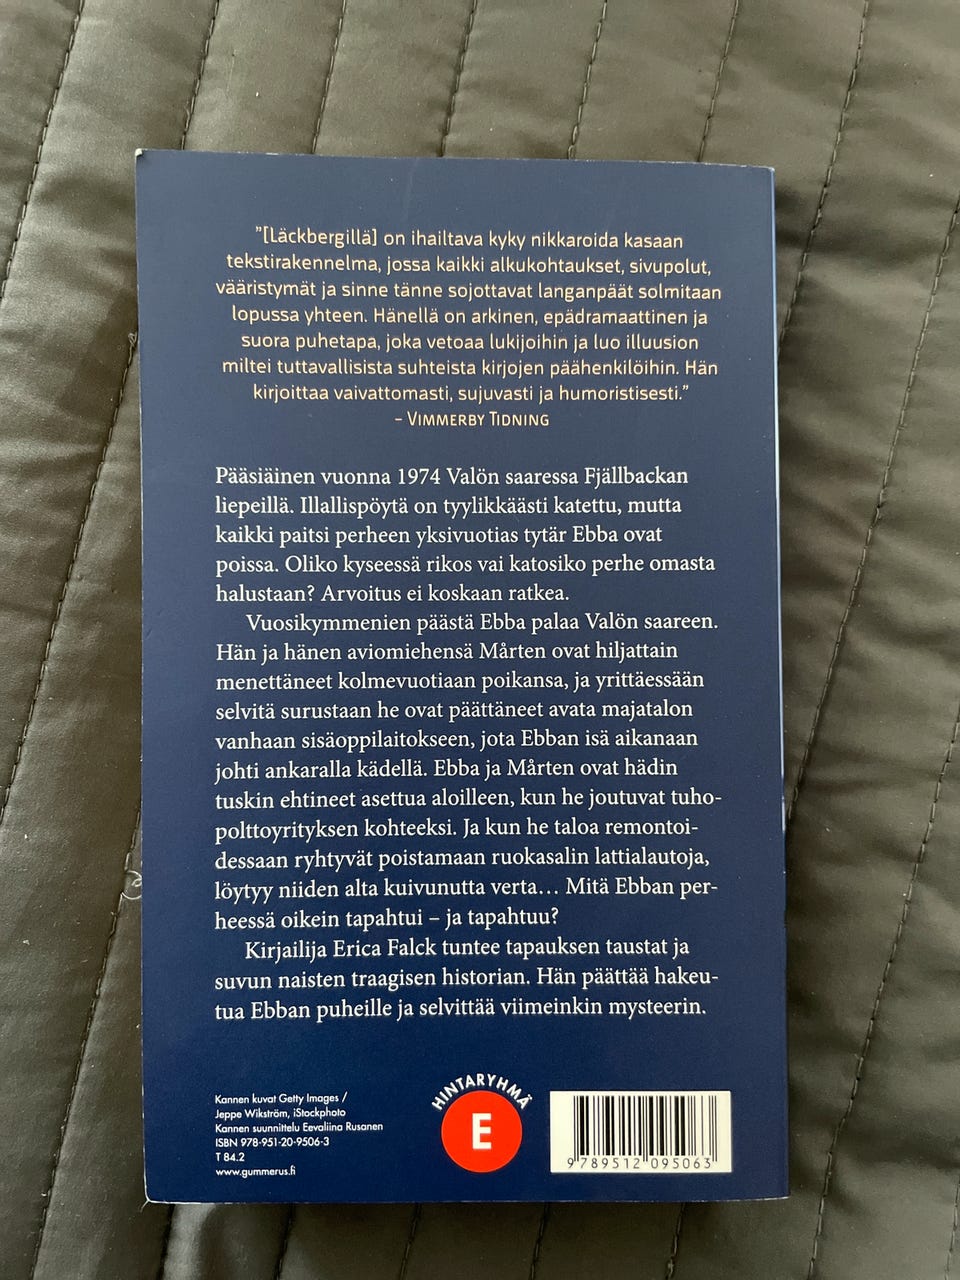 ”[Läckbergillä] on ihailtava kyky nikkaroida kasaan
tekstirakennelma, jossa kaikki alkukohtaukset, sivupolut,
vääristymät ja sinne tänne sojottavat langanpäät solmitaan
lopussa yhteen. Hänellä on arkinen, epädramaattinen ja
suora puhetapa, joka vetoaa lukijoihin ja luo illuusion
miltei tuttavallisista suhteista kirjojen päähenkilöihin. Hän
kirjoittaa vaivattomasti, sujuvasti ja humoristisesti.”
– VIMMERBY TIDNING
Pääsiäinen vuonna 1974 Valön saaressa Fjällbackan
liepeillä. Illallispöytä on tyylikkäästi katettu, mutta
kaikki paitsi perheen yksivuotias tytär Ebba ovat
poissa. Oliko kyseessä rikos vai katosiko perhe omasta
halustaan? Arvoitus ei koskaan ratkea.
Vuosikymmenien päästä Ebba palaa Valön saareen.
Hän ja hänen aviomiehensä Mårten ovat hiljattain
menettäneet kolmevuotiaan poikansa, ja yrittäessään
selvitä surustaan he ovat päättäneet avata majatalon
vanhaan sisäoppilaitokseen, jota Ebban isä aikanaan
johti ankaralla kädellä. Ebba ja Mårten ovat hädin
tuskin ehtineet asettua aloilleen, kun he joutuvat tuho-
polttoyrityksen kohteeksi. Ja kun he taloa remontoi-
dessaan ryhtyvät poistamaan ruokasalin lattialautoja,
löytyy niiden alta kuivunutta verta… Mitä Ebban per-
heessä oikein tapahtui – ja tapahtuu?
Kirjailija Erica Falck tuntee tapauksen taustat ja
suvun naisten traagisen historian. Hän päättää hakeu-
tua Ebban puheille ja selvittää viimeinkin mysteerin.
Kannen kuvat Getty Images /
Jeppe Wikström, iStockphoto
Kannen suunnittelu Eevaliina Rusanen
ISBN 978-951-20-9506-3
T 84.2
www.gummerus.fi
HINTARYHMÄ
E
9 789512 095063